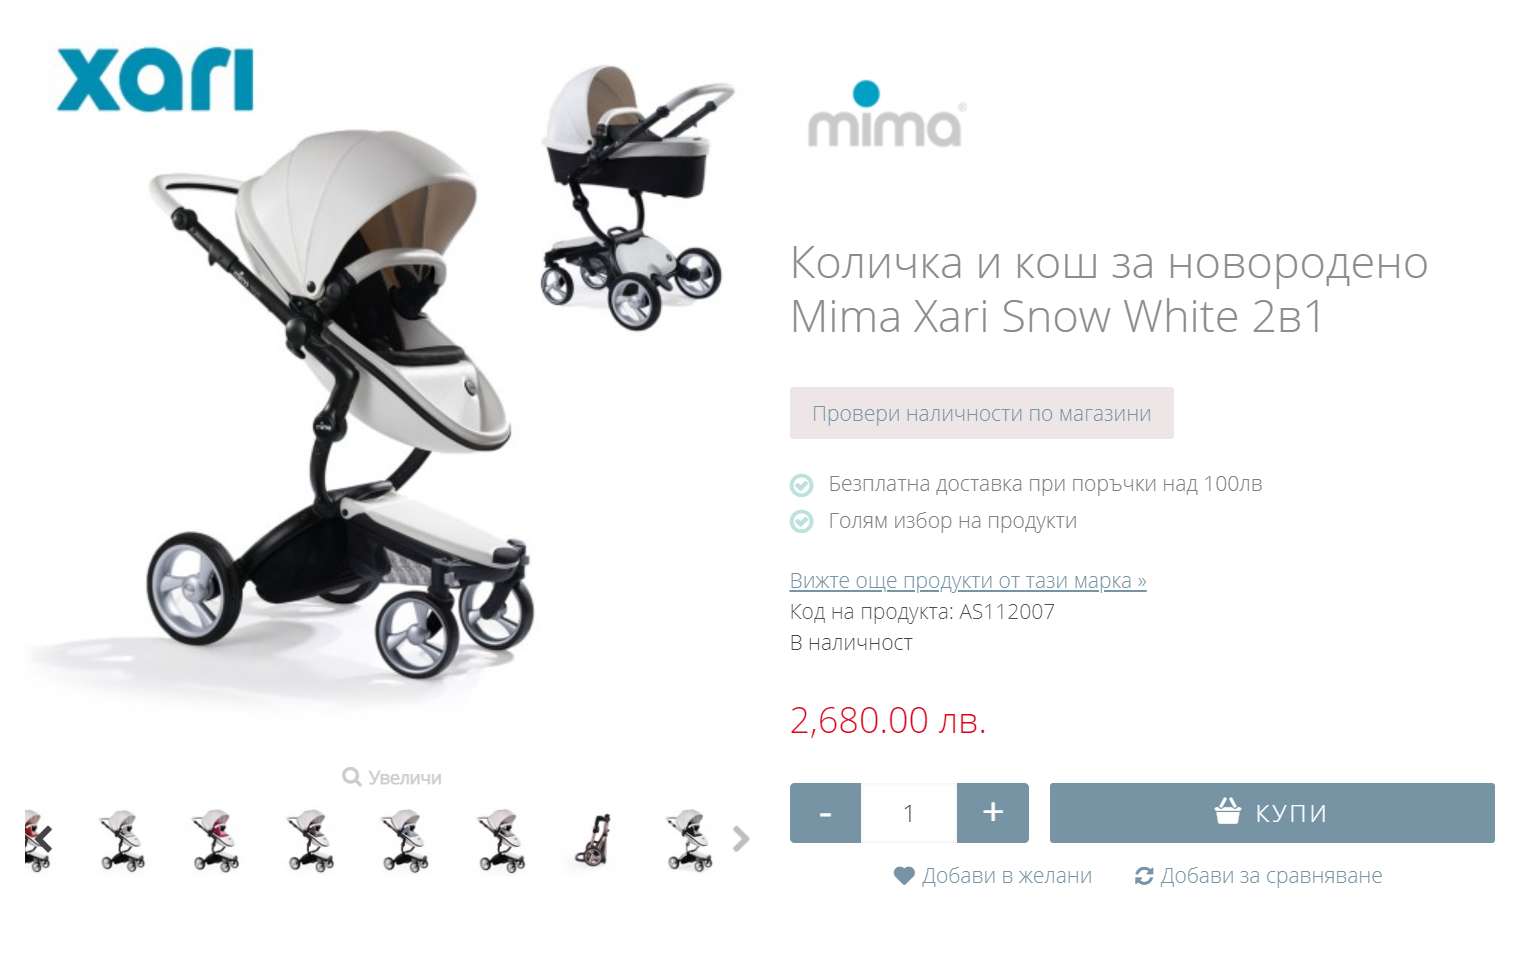 xari
mima®
Количка и кош за новородено
Mima Xari Snow White 2в1
Провери наличности по магазини
Безплатна доставка при поръчки над 100лв
Голям избор на продукти
Вижте още продукти от тази марка »
Код на продукта: AS112007
В наличност
2,680.00 лв.
Увеличи
- 1 + КУПИ
Добави в желани Добави за сравняване